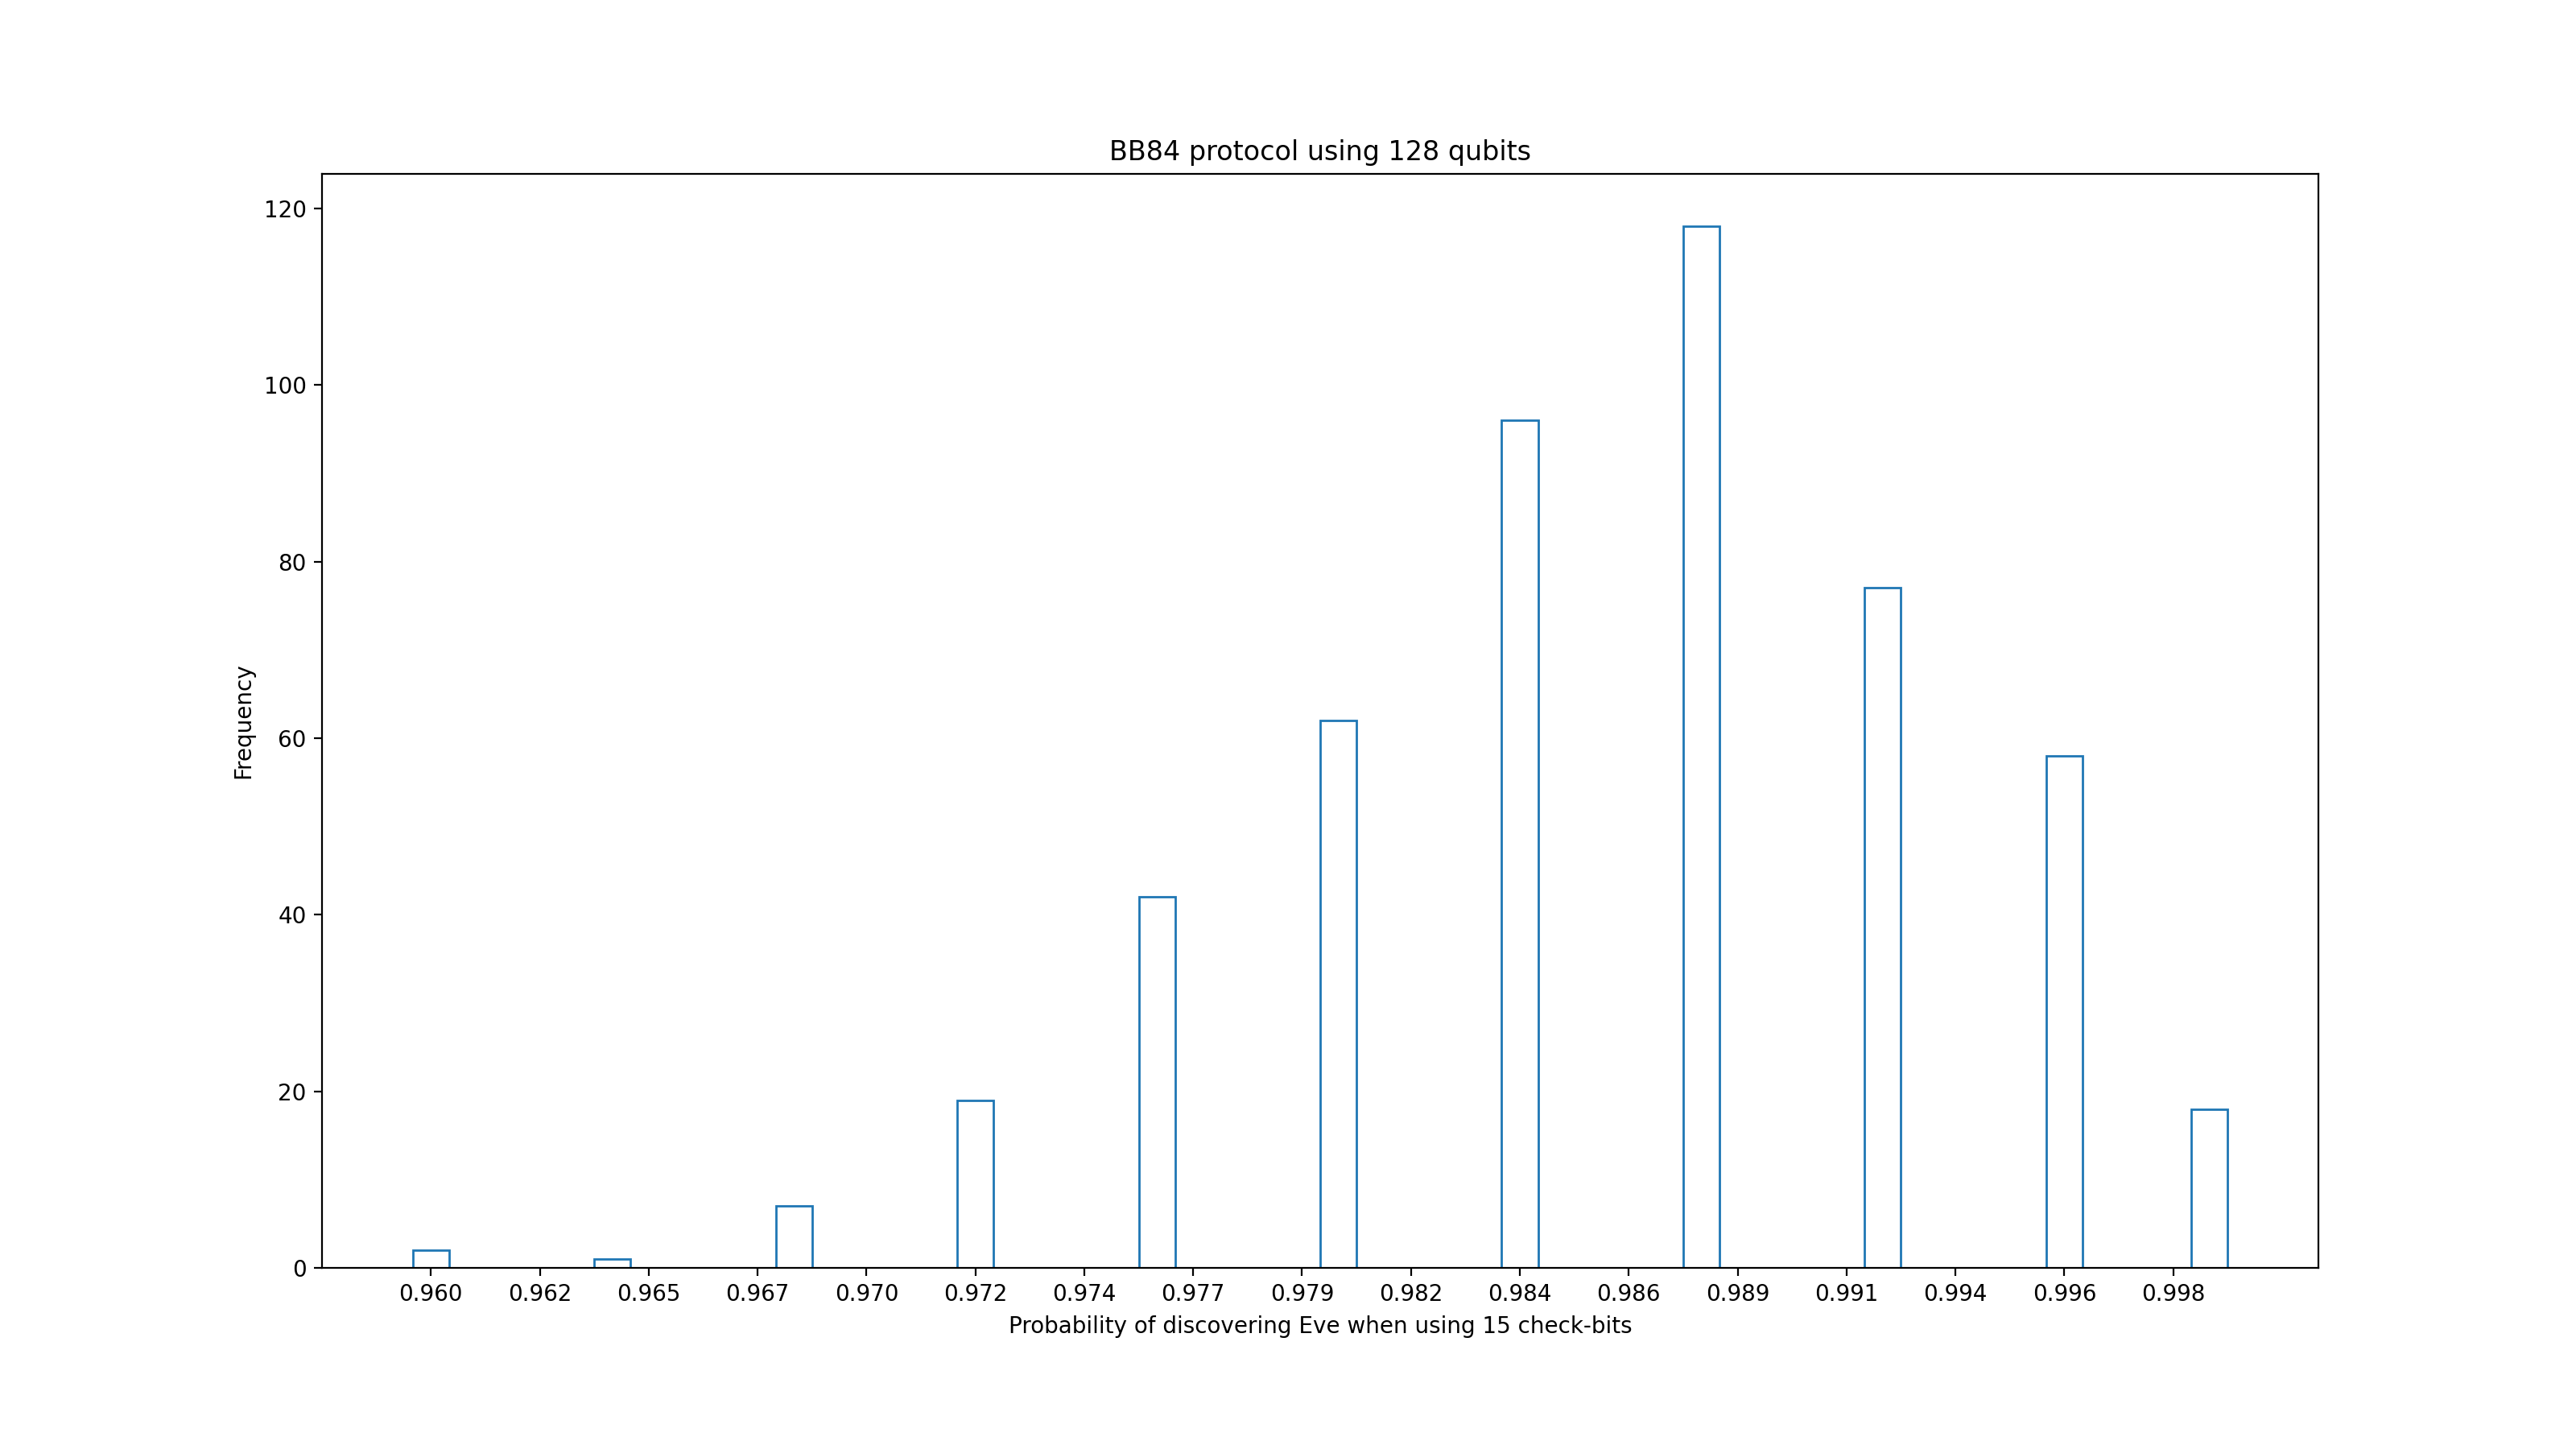 BB84 protocol using 128 qubits
120
100
80
60
40
20
0
Frequency
0.960 0.962 0.965 0.967 0.970 0.972 0.974 0.977 0.979 0.982 0.984 0.986 0.989 0.991 0.994 0.996 0.998
Probability of discovering Eve when using 15 check-bits